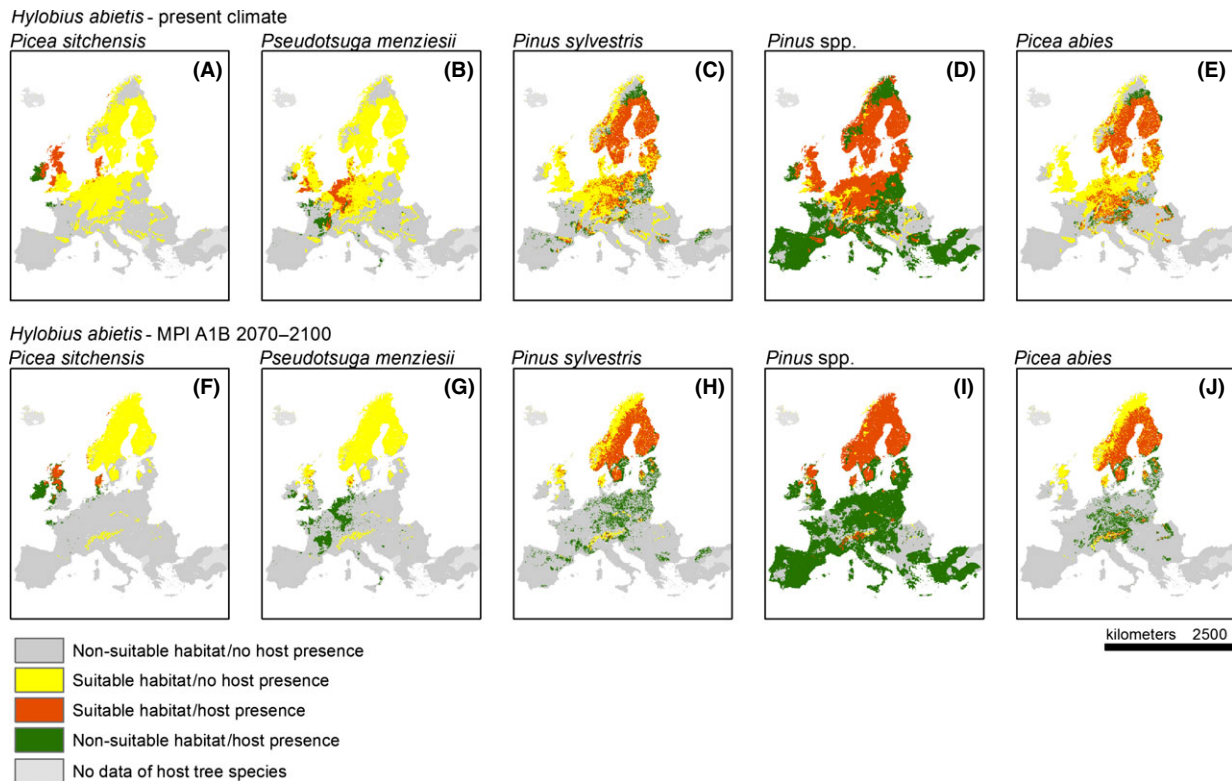 Hylobius abietis - present climate
Picea sitchensis Pseudotsuga menziesii Pinus sylvestris Pinus spp. Picea abies
(A) (B) (C) (D) (E)
Hylobius abietis - MPI A1B 2070–2100
Picea sitchensis Pseudotsuga menziesii Pinus sylvestris Pinus spp. Picea abies
(F) (G) (H) (I) (J)
kilometers 2500
Non-suitable habitat/no host presence
Suitable habitat/no host presence
Suitable habitat/host presence
Non-suitable habitat/host presence
No data of host tree species